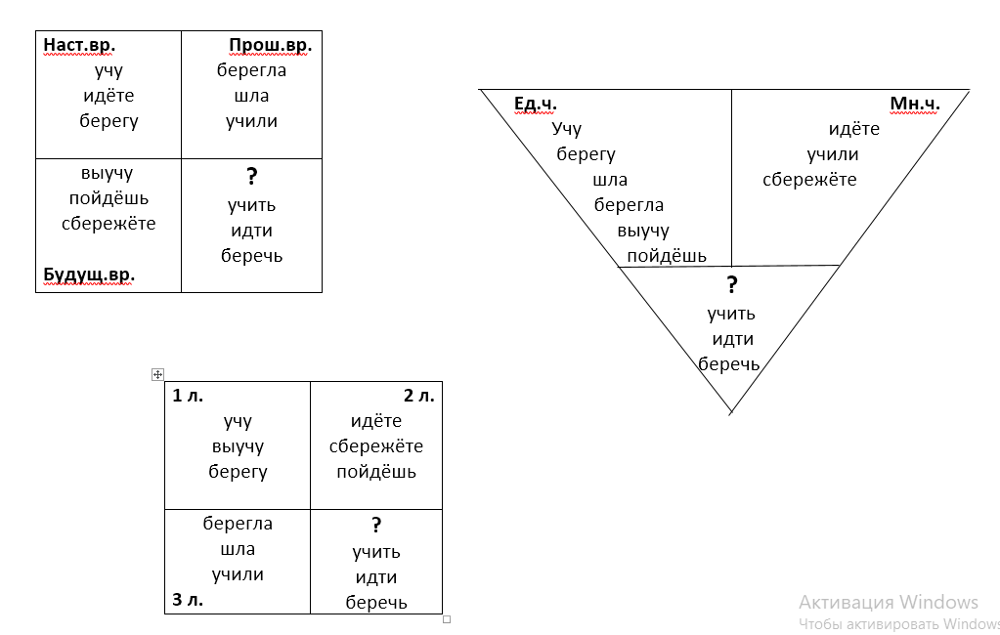 Наст.вр.
учу
идёте
берегу
Прош.вр.
берегла
шла
учили
выучу
пойдёшь
сбережёте
Будущ.вр.
?
учить
идти
беречь
Ед.ч.
Учу
берегу
шла
берегла
выучу
пойдёшь
Мн.ч.
идёте
учили
сбережёте
?
учить
идти
беречь
1 л.
учу
выучу
берегу
2 л.
идёте
сбережёте
пойдёшь
берегла
шла
учили
3 л.
?
учить
идти
беречь
Активация Windows
Чтобы активировать Windows